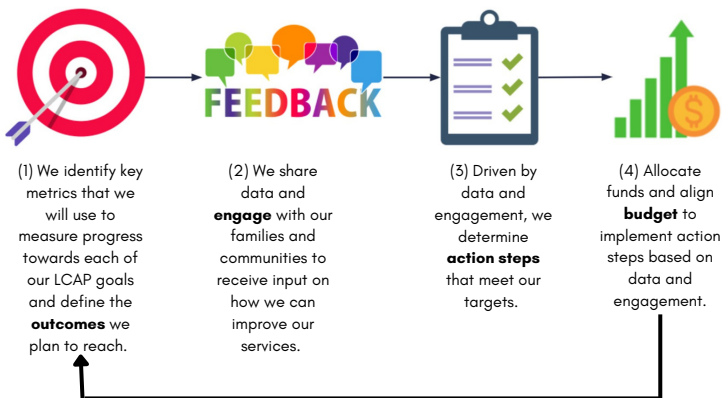 FEEDBACK
$
(1) We identify key
metrics that we
will use to
measure progress
towards each of
our LCAP goals
and define the
outcomes we
plan to reach.
(2) We share
data and
engage with our
families and
communities to
receive input on
how we can
improve our
services.
(3) Driven by
data and
engagement, we
determine
action steps
that meet our
targets.
(4) Allocate
funds and align
budget to
implement action
steps based on
data and
engagement.